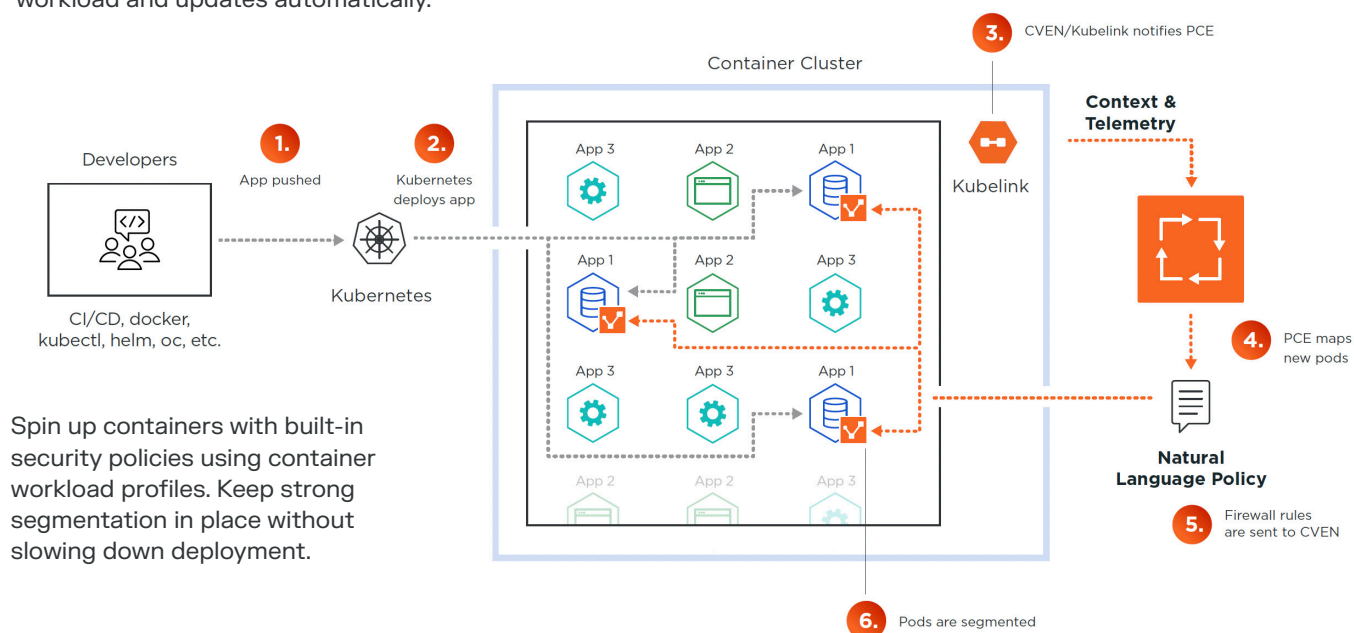 workload and updates automatically.
3.
CVEN/Kubelink notifies PCE
Container Cluster
Context &
Telemetry
1.
App pushed
2.
Kubernetes
deploys app
Developers
</>
CI/CD, docker,
kubectl, helm, oc, etc.
Kubernetes
App 3
App 2
App 1
Kubelink
App 1
App 2
App 3
App 3
App 3
App 1
App 2
App 2
App 3
4.
PCE maps
new pods
Natural
Language Policy
5.
Firewall rules
are sent to CVEN
Spin up containers with built-in
security policies using container
workload profiles. Keep strong
segmentation in place without
slowing down deployment.
6.
Pods are segmented